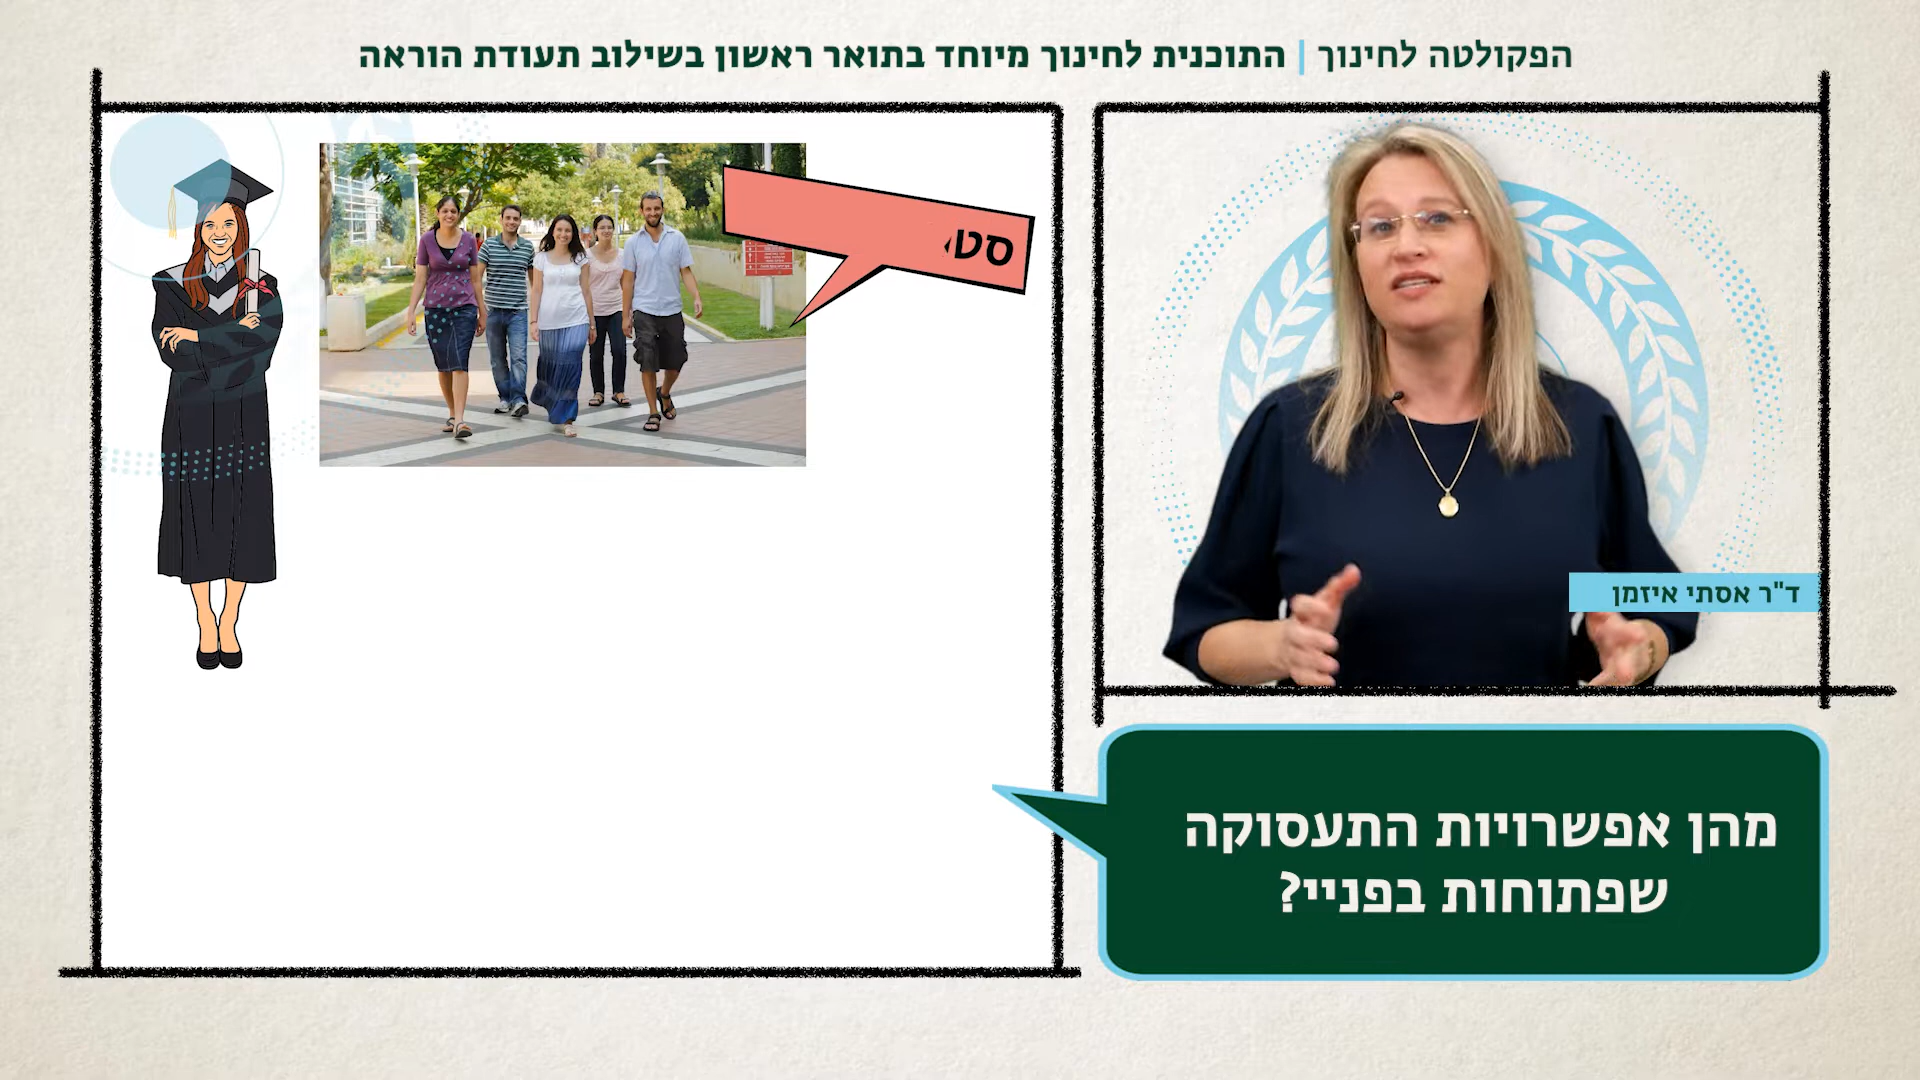 הפקולטה לחינוך | התוכנית לחינוך מיוחד בתואר ראשון בשילוב תעודת הוראה
סט
ד"ר אסתי איזמן
מהן אפשרויות התעסוקה
שפתוחות בפניי?